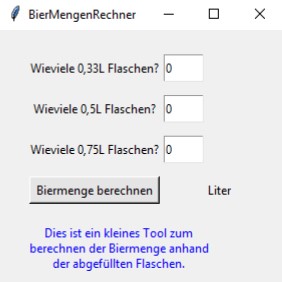 BierMengenRechner
Wieviele 0,33L Flaschen? 0
Wieviele 0,5L Flaschen? 0
Wieviele 0,75L Flaschen? 0
Biermenge berechnen Liter
Dies ist ein kleines Tool zum
berechnen der Biermenge anhand
der abgefüllten Flaschen.